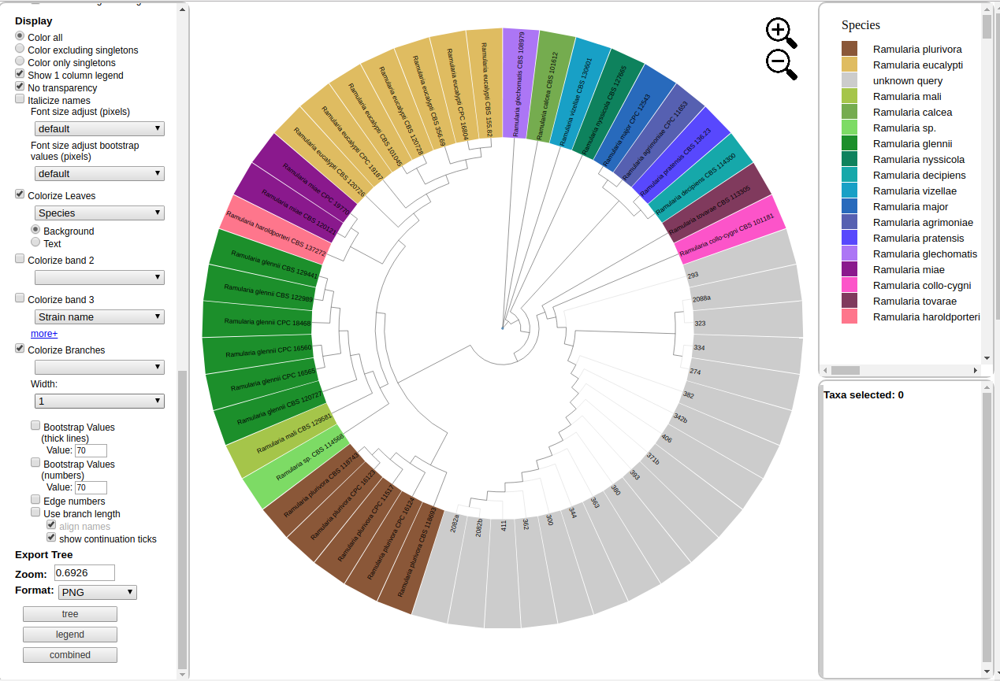 Display
Color all
Color excluding singletons
Color only singletons
Show 1 column legend
No transparency
Italicize names
Font size adjust (pixels)
default
Font size adjust bootstrap
values (pixels)
default
Colorize Leaves
Species
Background
Text
Colorize band 2
Colorize band 3
Strain name
more+
Colorize Branches
Width:
1
Bootstrap Values
(thick lines)
Value: 70
Bootstrap Values
(numbers)
Value: 70
Edge numbers
Use branch length
align names
show continuation ticks
Export Tree
Zoom: 0.6926
Format: PNG
tree
legend
combined
Ramularia glechomatis CBS 108979
Ramularia calcea CBS 101612
Ramularia vizellae CBS 130601
Ramularia nyssicola CBS 127665
Ramularia major CPC 12543
Ramularia agrimoniae CPC 11653
Ramularia pratensis CBS 136.23
Ramularia decipiens CBS 114300
Ramularia tovarae CBS 113305
Ramularia collo-cygni CBS 101181
293
2088a
323
334
274
382
342b
406
371b
393
380
363
344
300
362
411
2082b
2082a
Ramularia plurivora CBS 118693
Ramularia plurivora CPC 16124
Ramularia plurivora CPC 11517
Ramularia plurivora CPC 16123
Ramularia plurivora CBS 118743
Ramularia sp. CBS 114568
Ramularia mali CBS 129581
Ramularia glennii CBS 120727
Ramularia glennii CPC 16565
Ramularia glennii CPC 16560
Ramularia glennii CPC 18468
Ramularia glennii CBS 122989
Ramularia glennii CBS 129441
Ramularia haroldporteri CBS 137272
Ramularia miae CBS 120121
Ramularia miae CPC 19770
Ramularia eucalypti CBS 120726
Ramularia eucalypti CPC 19187
Ramularia eucalypti CBS 101045
Ramularia eucalypti CBS 120728
Ramularia eucalypti CBS 356.69
Ramularia eucalypti CPC 16804
Ramularia eucalypti CBS 155.82
Species
Ramularia plurivora
Ramularia eucalypti
unknown query
Ramularia mali
Ramularia calcea
Ramularia sp.
Ramularia glennii
Ramularia nyssicola
Ramularia decipiens
Ramularia vizellae
Ramularia major
Ramularia agrimoniae
Ramularia pratensis
Ramularia glechomatis
Ramularia miae
Ramularia collo-cygni
Ramularia tovarae
Ramularia haroldporteri
Taxa selected: 0